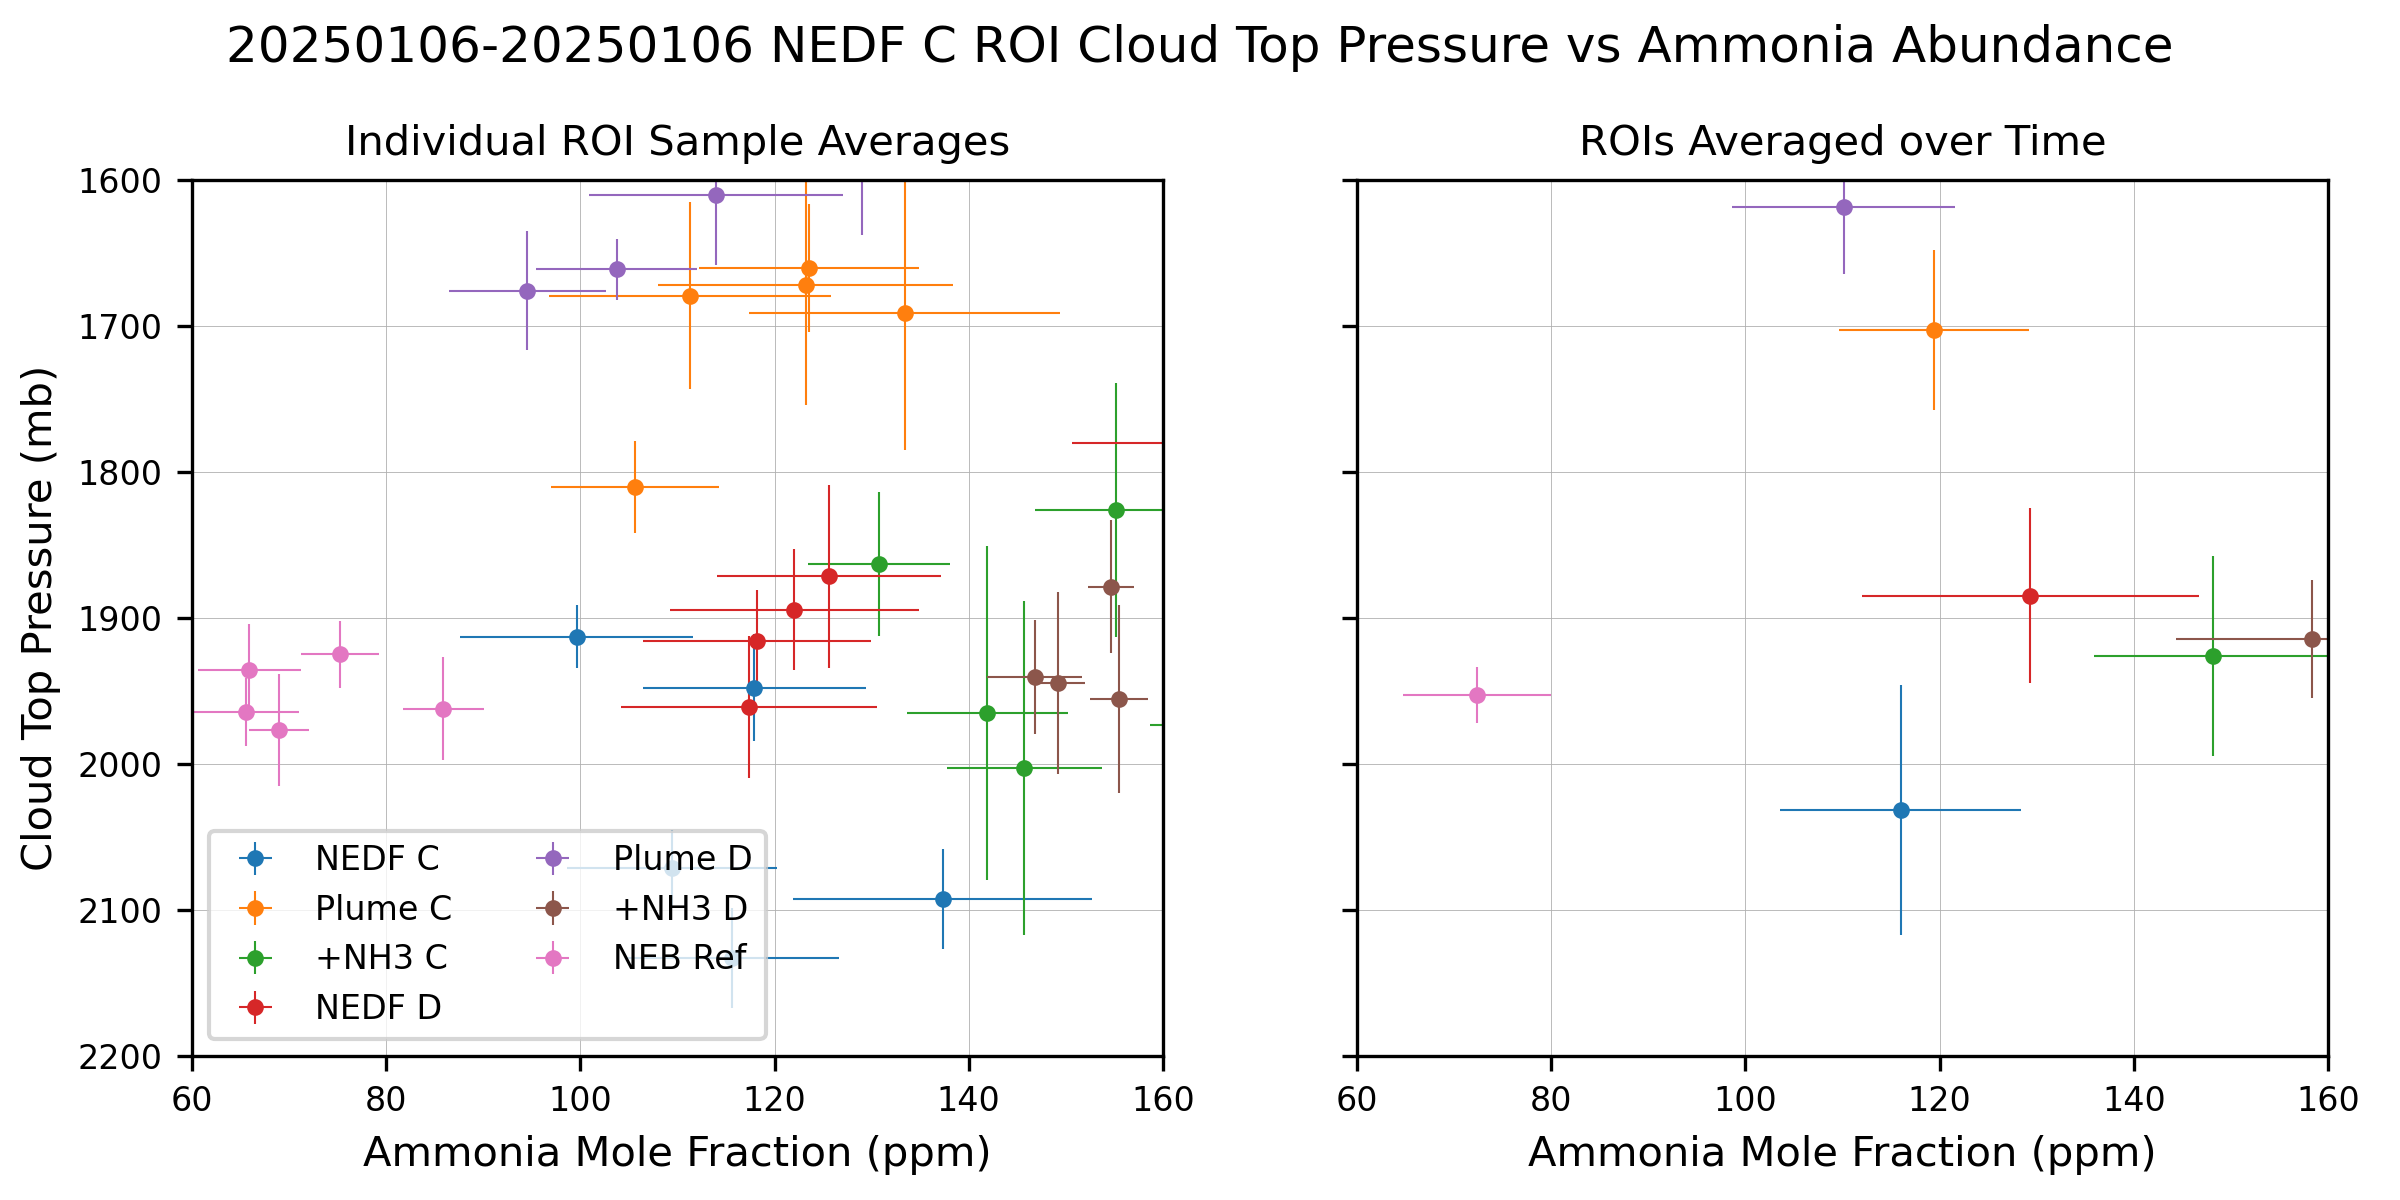 20250106-20250106 NEDF C ROI Cloud Top Pressure vs Ammonia Abundance
Individual ROI Sample Averages
1600
1700
1800
1900
2000
2100
2200
Cloud Top Pressure (mb)
NEDF C
Plume C
+NH3 C
NEDF D
Plume D
+NH3 D
NEB Ref
60 80 100 120 140 160
Ammonia Mole Fraction (ppm)
ROIs Averaged over Time
60 80 100 120 140 160
Ammonia Mole Fraction (ppm)